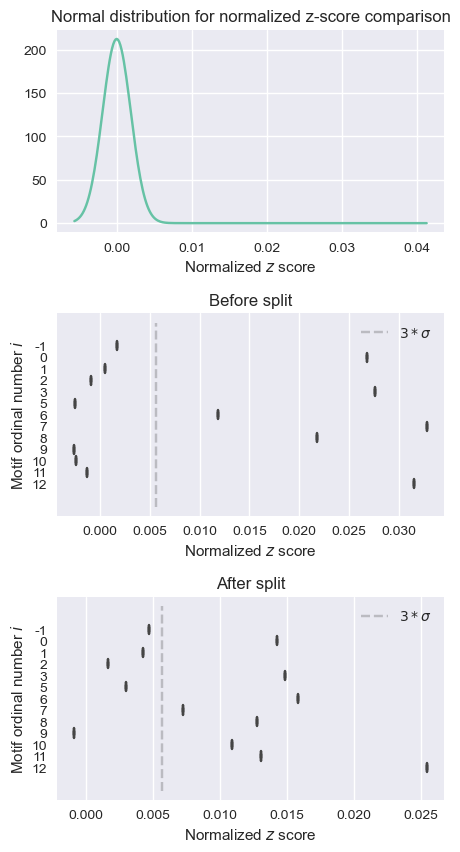 Normal distribution for normalized z-score comparison
200
150
100
50
0
0.00 0.01 0.02 0.03 0.04
Normalized z score
Before split
Motif ordinal number i
-1
0
1
2
3
5
6
7
8
9
10
11
12
3 * σ
0.000 0.005 0.010 0.015 0.020 0.025 0.030
Normalized z score
After split
Motif ordinal number i
-1
0
1
2
3
5
6
7
8
9
10
11
12
3 * σ
0.000 0.005 0.010 0.015 0.020 0.025
Normalized z score